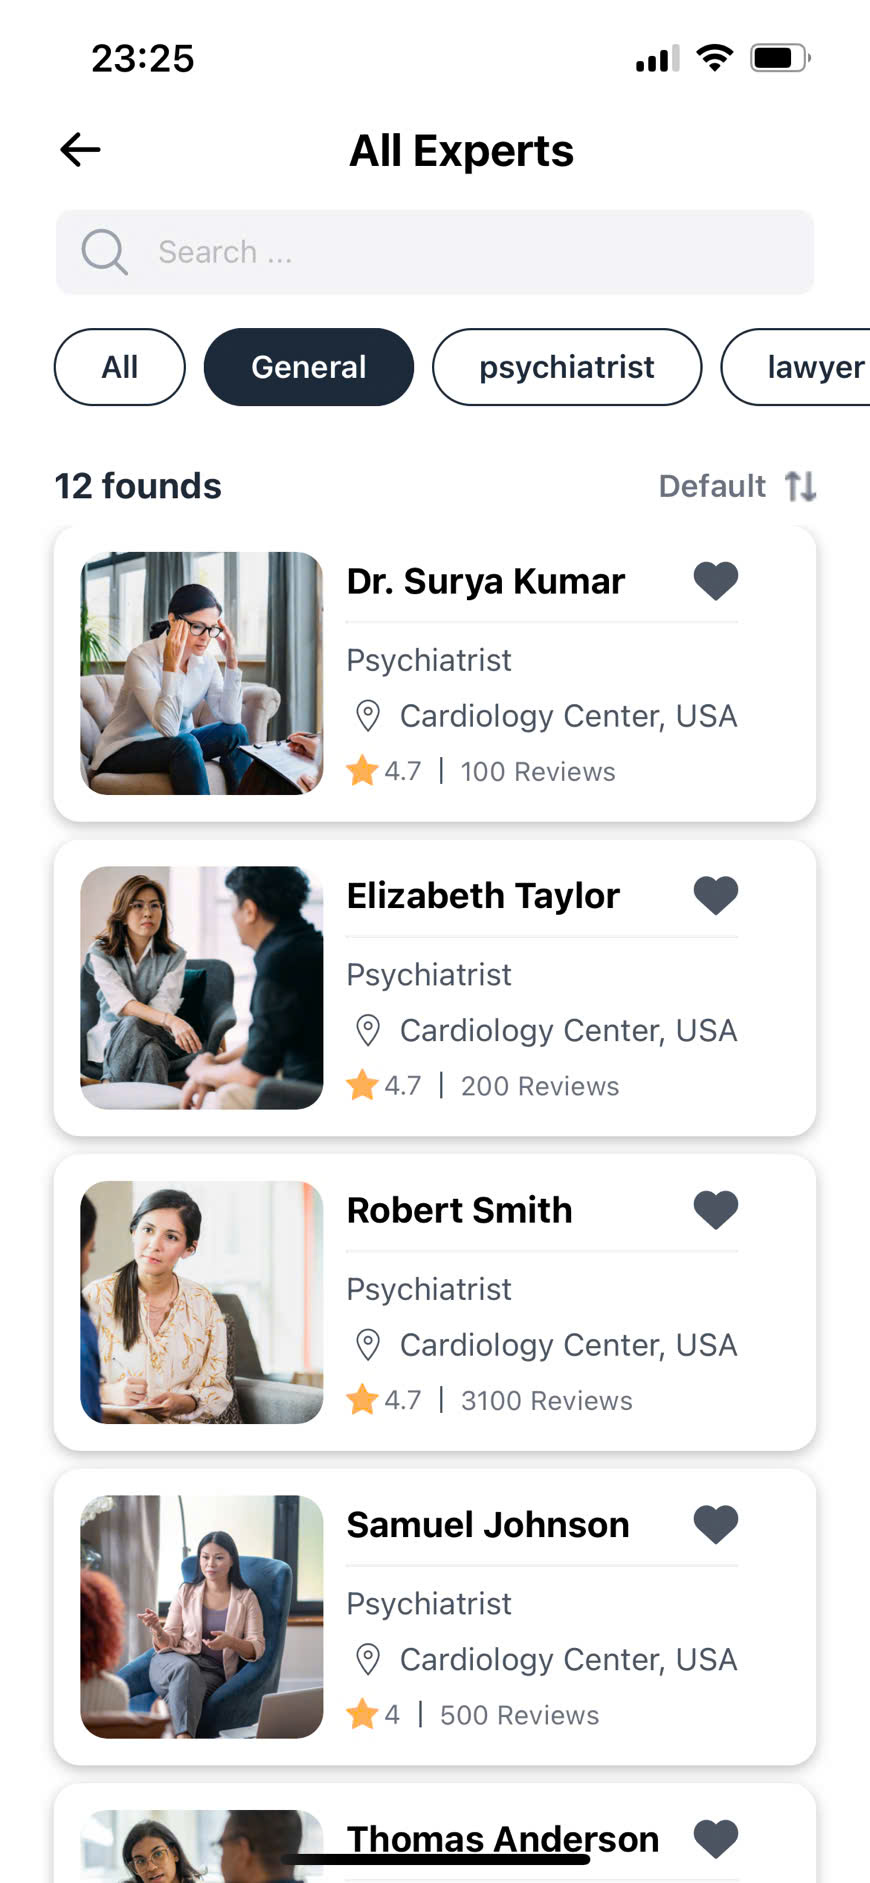 23:25
All Experts
Search ...
All General psychiatrist lawyer
12 founds Default
Dr. Surya Kumar
Psychiatrist
Cardiology Center, USA
4.7 | 100 Reviews
Elizabeth Taylor
Psychiatrist
Cardiology Center, USA
4.7 | 200 Reviews
Robert Smith
Psychiatrist
Cardiology Center, USA
4.7 | 3100 Reviews
Samuel Johnson
Psychiatrist
Cardiology Center, USA
4 | 500 Reviews
Thomas Anderson